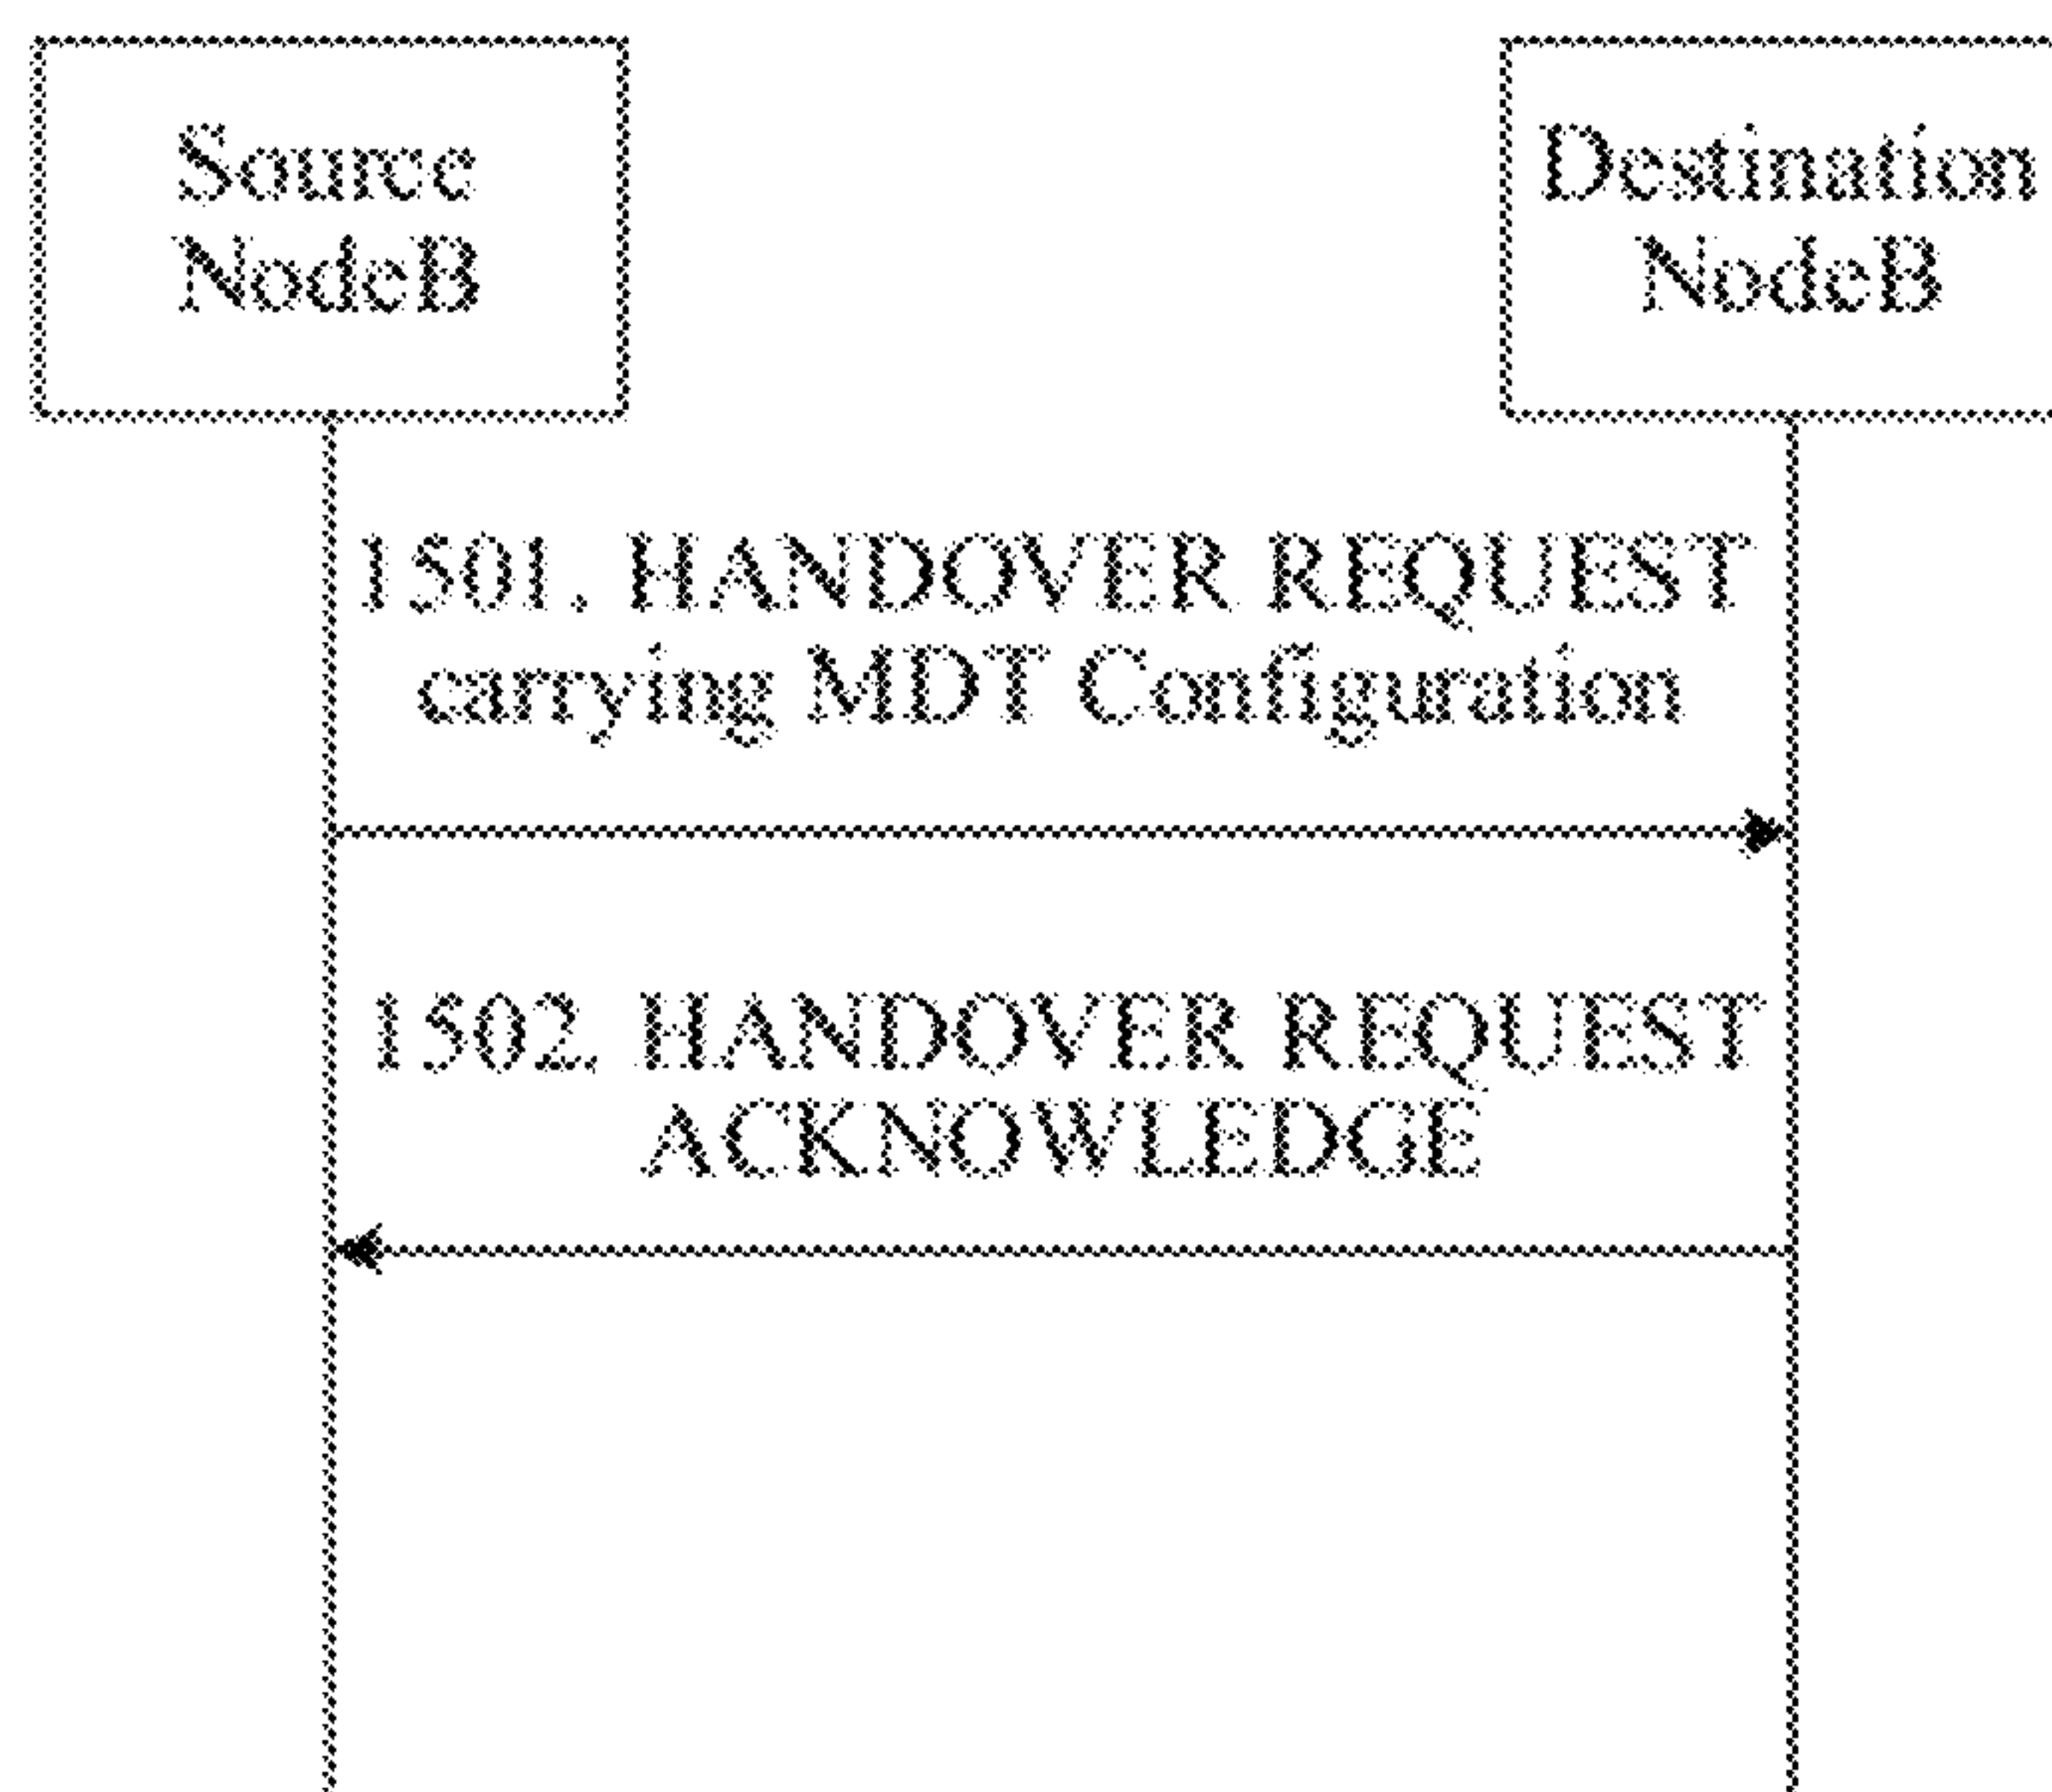 Source
NodeB
Destination
NodeB
1501. HANDOVER REQUEST
carrying MDT Configuration
1502. HANDOVER REQUEST
ACKNOWLEDGE